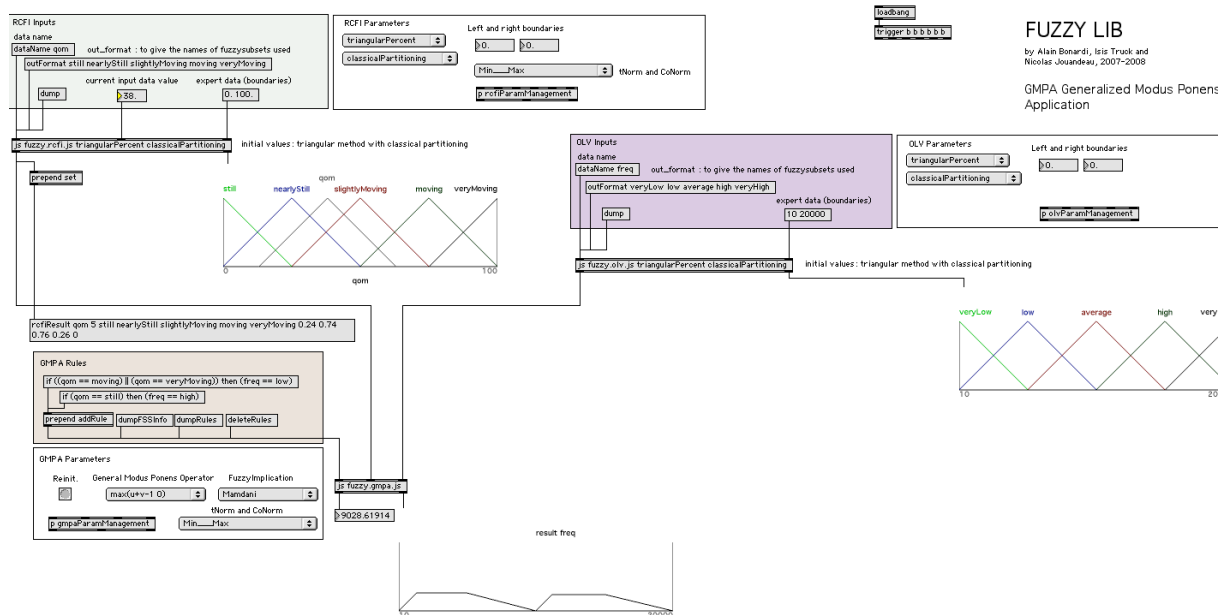 RCFI Inputs
data name
dataName qom
out_format : to give the names of fuzzysubsets used
outFormat still nearlyStill slightlyMoving moving veryMoving
current input data value
expert data (boundaries)
dump
38.
0. 100.
js fuzzy.rcfi.js triangularPercent classicalPartitioning
initial values : triangular method with classical partitioning
prepend set
RCFI Parameters
triangularPercent
classicalPartitioning
Left and right boundaries
0.
0.
Min___Max
tNorm and CoNorm
p rcfiParamManagement
loadbang
trigger b b b b b b
FUZZY LIB
by Alain Bonardi, Isis Truck and
Nicolas Jouandeau, 2007-2008
GMPA Generalized Modus Ponens
Application
qom
still
nearlyStill
slightlyMoving
moving
veryMoving
0
100
qom
OLV Inputs
data name
dataName freq
out_format : to give the names of fuzzysubsets used
outFormat veryLow low average high veryHigh
expert data (boundaries)
dump
10 20000
js fuzzy.olv.js triangularPercent classicalPartitioning
initial values : triangular method with classical partitioning
OLV Parameters
triangularPercent
classicalPartitioning
Left and right boundaries
0.
0.
p olvParamManagement
veryLow
low
average
high
very
10
20
rcfiResult qom 5 still nearlyStill slightlyMoving moving veryMoving 0.24 0.74
0.76 0.26 0
GMPA Rules
if ((qom == moving) || (qom == veryMoving)) then (freq == low)
if (qom == still) then (freq == high)
prepend addRule
dumpFSSInfo
dumpRules
deleteRules
GMPA Parameters
Reinit.
General Modus Ponens Operator
FuzzyImplication
max(u+v-1 0)
Mamdani
tNorm and CoNorm
p gmpaParamManagement
Min___Max
js fuzzy.gmpa.js
9028.61914
result freq
10
20000